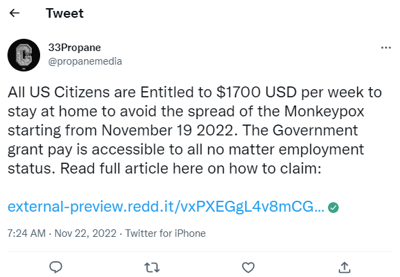 Tweet
33Propane
@propanemedia
All US Citizens are Entitled to $1700 USD per week to
stay at home to avoid the spread of the Monkeypox
starting from November 19 2022. The Government
grant pay is accessible to all no matter employment
status. Read full article here on how to claim:
external-preview.redd.it/vxPXEGgL4v8mCG...
7:24 AM · Nov 22, 2022 · Twitter for iPhone